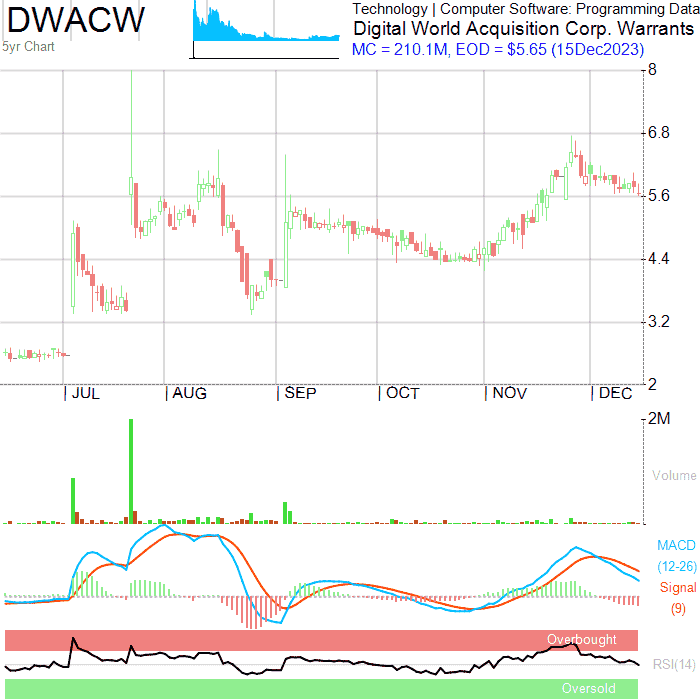 DWACW
5yr Chart
Technology | Computer Software: Programming Data
Digital World Acquisition Corp. Warrants
MC = 210.1M, EOD = $5.65 (15Dec2023)
8
6.8
5.6
4.4
3.2
2
| JUL | AUG | SEP | OCT | NOV | DEC
2M
Volume
MACD
(12-26)
Signal
(9)
Overbought
RSI(14)
Oversold